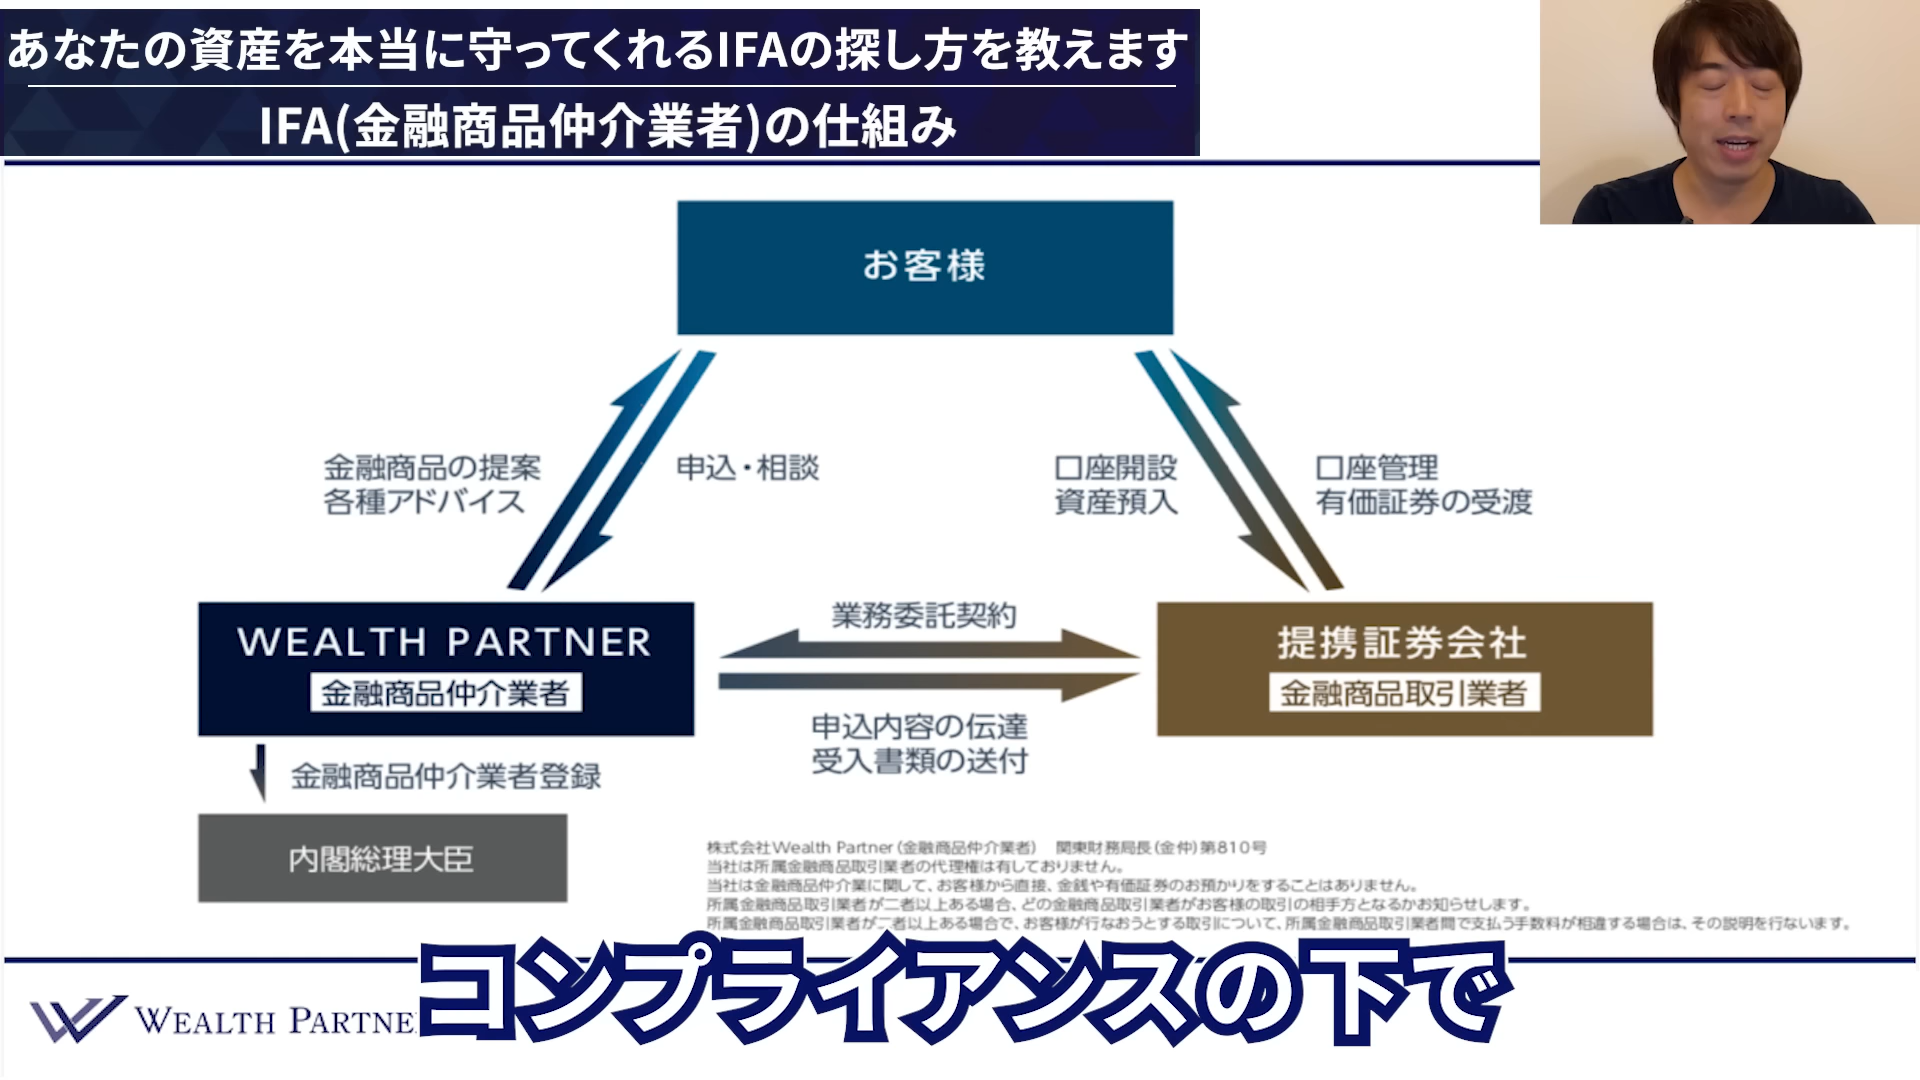 あなたの資産を本当に守ってくれるIFAの探し方を教えます
IFA(金融商品仲介業者)の仕組み
お客様
金融商品の提案
各種アドバイス
申込・相談
口座開設
資産預入
口座管理
有価証券の受渡
WEALTH PARTNER
金融商品仲介業者
業務委託契約
提携証券会社
金融商品取引業者
申込内容の伝達
受入書類の送付
金融商品仲介業者登録
内閣総理大臣
株式会社Wealth Partner(金融商品仲介業者) 関東財務局長(金仲)第810号
当社は所属金融商品取引業者の代理権は有しておりません。
当社は金融商品仲介業に関して、お客様から直接、金銭や有価証券のお預かりをすることはありません。
所属金融商品取引業者が二者以上ある場合、どの金融商品取引業者がお客様の取引の相手方となるかお知らせします。
所属金融商品取引業者が二者以上ある場合で、お客様が行なおうとする取引について、所属金融商品取引業者間で支払う手数料が相違する場合は、その説明を行ないます。
WEALTH PARTNE
コンプライアンスの下で